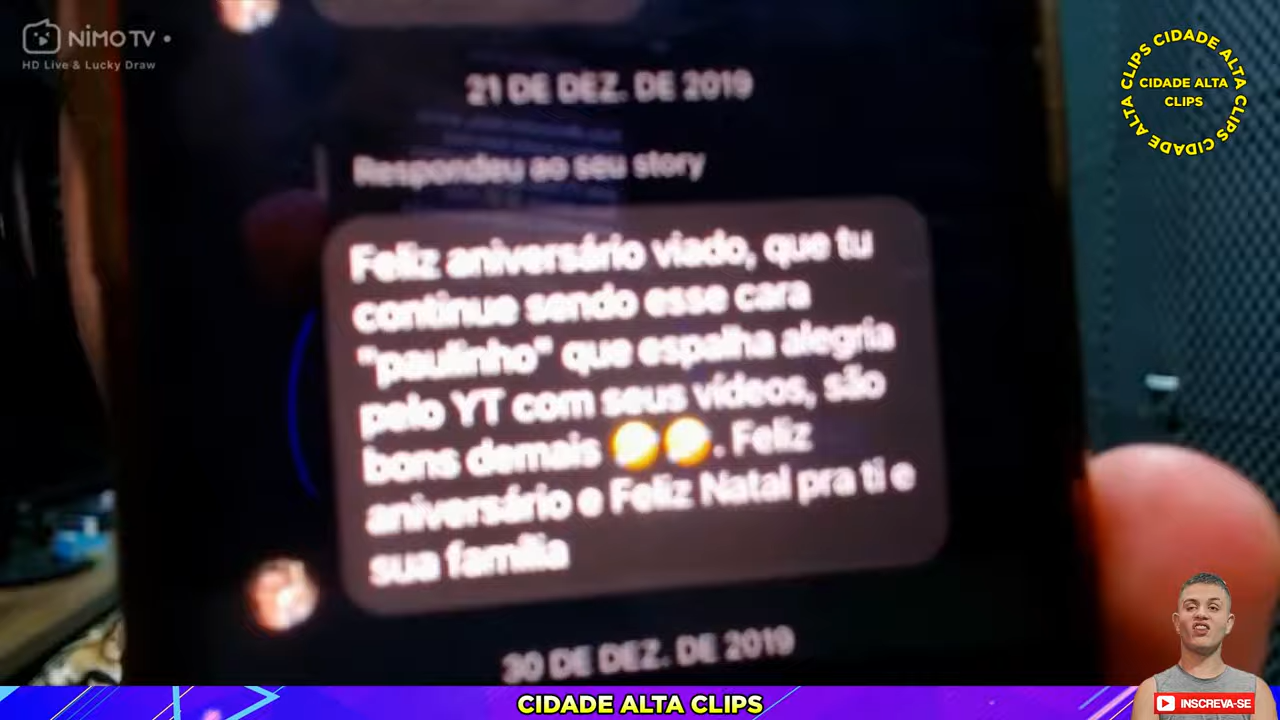 NIMO TV
HD Live & Lucky Draw
CLIPS CIDADE ALTA
CLIPS CIDADE ALTA
CIDADE ALTA
CLIPS
21 DE DEZ. DE 2019
Respondeu ao seu story
Feliz aniversário viado, que tu
continue sendo esse cara
"paulinho" que espalha alegria
pelo YT com seus vídeos, são
bons demais. Feliz
aniversário e Feliz Natal pra ti e
sua família
30 DE DEZ. DE 2019
INSCREVA-SE
CIDADE ALTA CLIPS